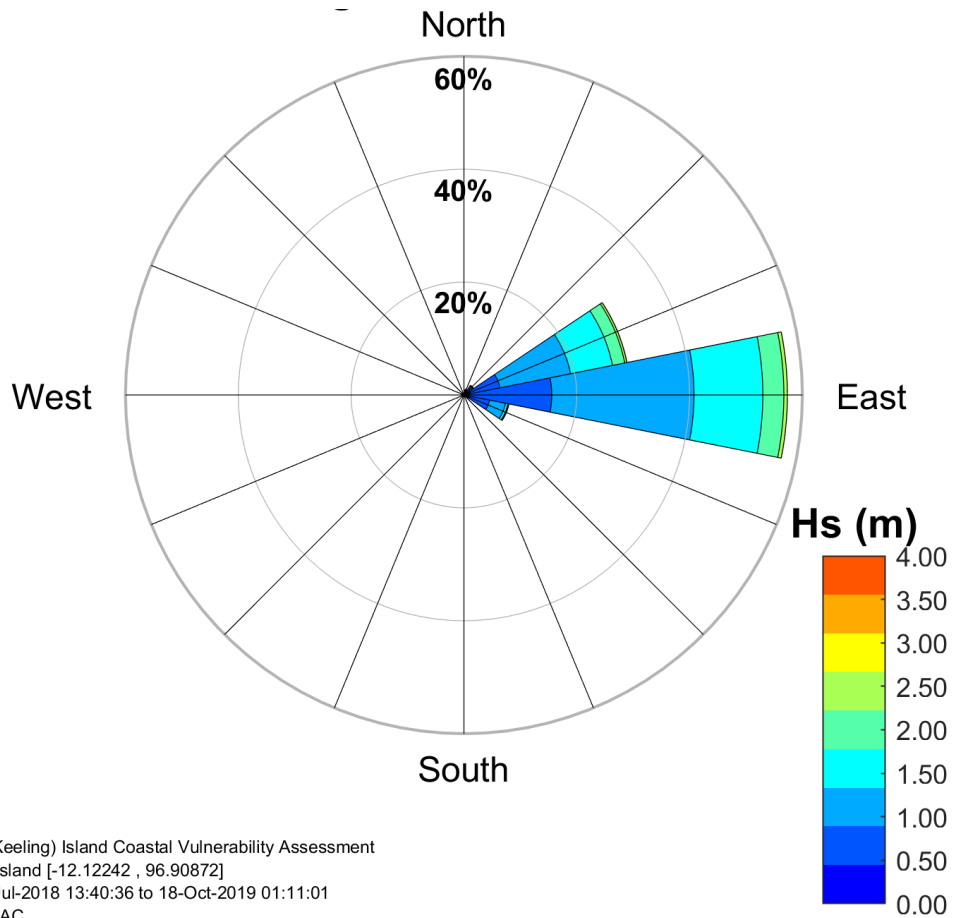 North
60%
40%
20%
West
East
South
Hs (m)
4.00
3.50
3.00
2.50
2.00
1.50
1.00
0.50
0.00
Keeling) Island Coastal Vulnerability Assessment
sland [-12.12242 , 96.90872]
ul-2018 13:40:36 to 18-Oct-2019 01:11:01
AC